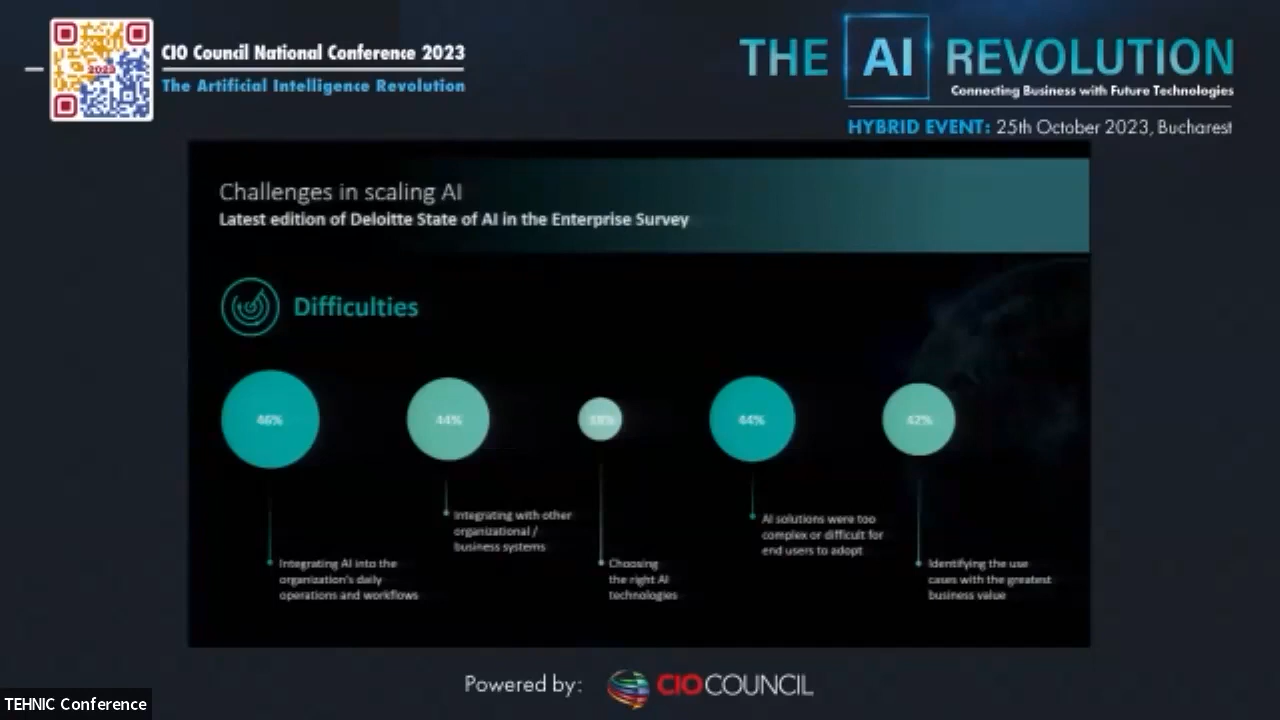 CIO Council National Conference 2023
The Artificial Intelligence Revolution
2023
THE AI REVOLUTION
Connecting Business with Future Technologies
HYBRID EVENT: 25th October 2023, Bucharest
Challenges in scaling AI
Latest edition of Deloitte State of AI in the Enterprise Survey
Difficulties
46%
44%
44%
42%
Integrating AI into the
organization's daily
operations and workflows
Integrating with other
organizational /
business systems
Choosing
the right AI
technologies
AI solutions were too
complex or difficult for
end users to adopt
Identifying the use
cases with the greatest
business value
Powered by: CIOCOUNCIL
TEHNIC Conference